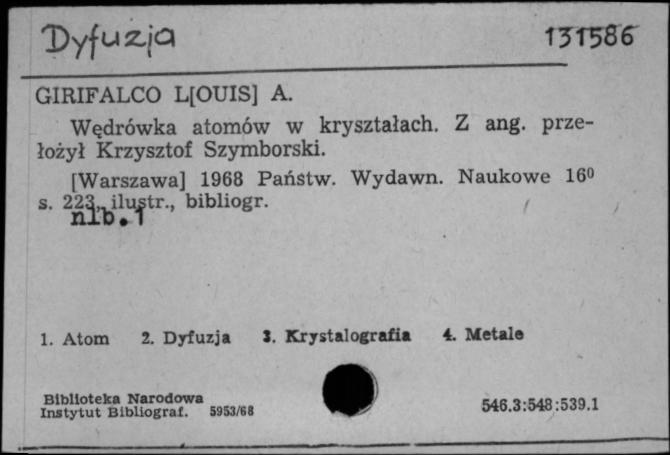 Dyfuzja 131586
GIRIFALCO L[OUIS] A.
Wędrówka atomów w kryształach. Z ang. prze-
łożył Krzysztof Szymborski.
[Warszawa] 1968 Państw. Wydawn. Naukowe 16⁰
s. 223, ilustr., bibliogr.
nlb. 1
1. Atom 2. Dyfuzja 3. Krystalografia 4. Metale
Biblioteka Narodowa
Instytut Bibliograf. 5953/68 546.3:548:539.1